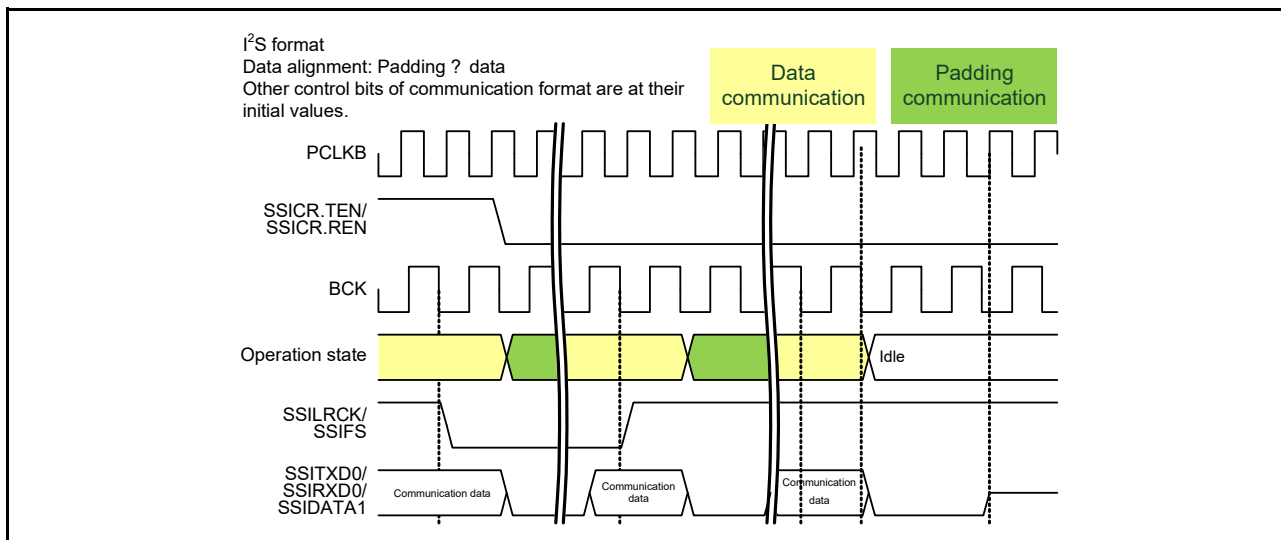 I2S format
Data alignment: Padding ? data
Other control bits of communication format are at their
initial values.
Data
communication
Padding
communication
PCLKB
SSICR.TEN/
SSICR.REN
BCK
Operation state
Idle
SSILRCK/
SSIFS
SSITXD0/
SSIRXD0/
SSIDATA1
Communication data
Communication
data
Communication
data